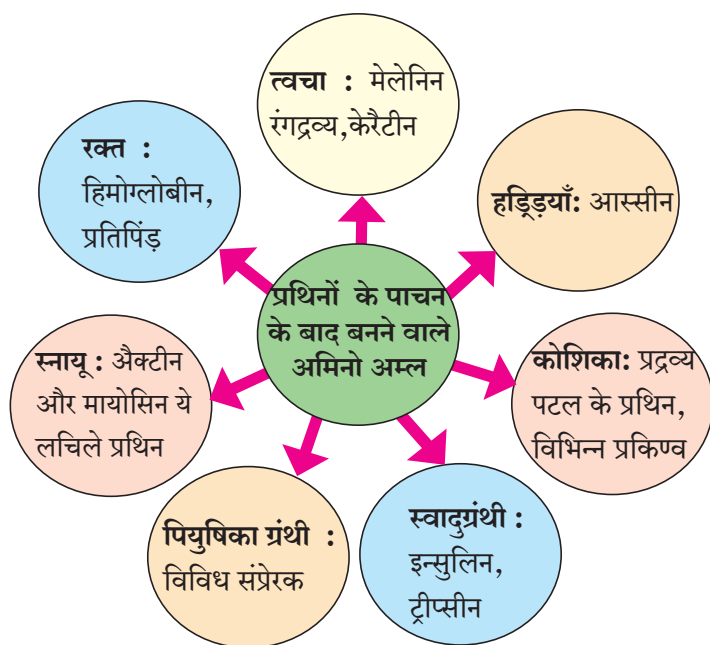 त्वचा : मेलेनिन
रंगद्रव्य,केरैटीन
रक्त :
हिमोग्लोबीन,
प्रतिपिंड़
हड्ड़ियाँ: आस्सीन
प्रथिनों के पाचन
के बाद बनने वाले
अमिनो अम्ल
स्नायू : अॅक्टीन
और मायोसिन ये
लचिले प्रथिन
कोशिका: प्रद्रव्य
पटल के प्रथिन,
विभिन्न प्रकिण्व
पियुषिका ग्रंथी :
विविध संप्रेरक
स्वादुग्रंथी :
इन्सुलिन,
ट्रीप्सीन